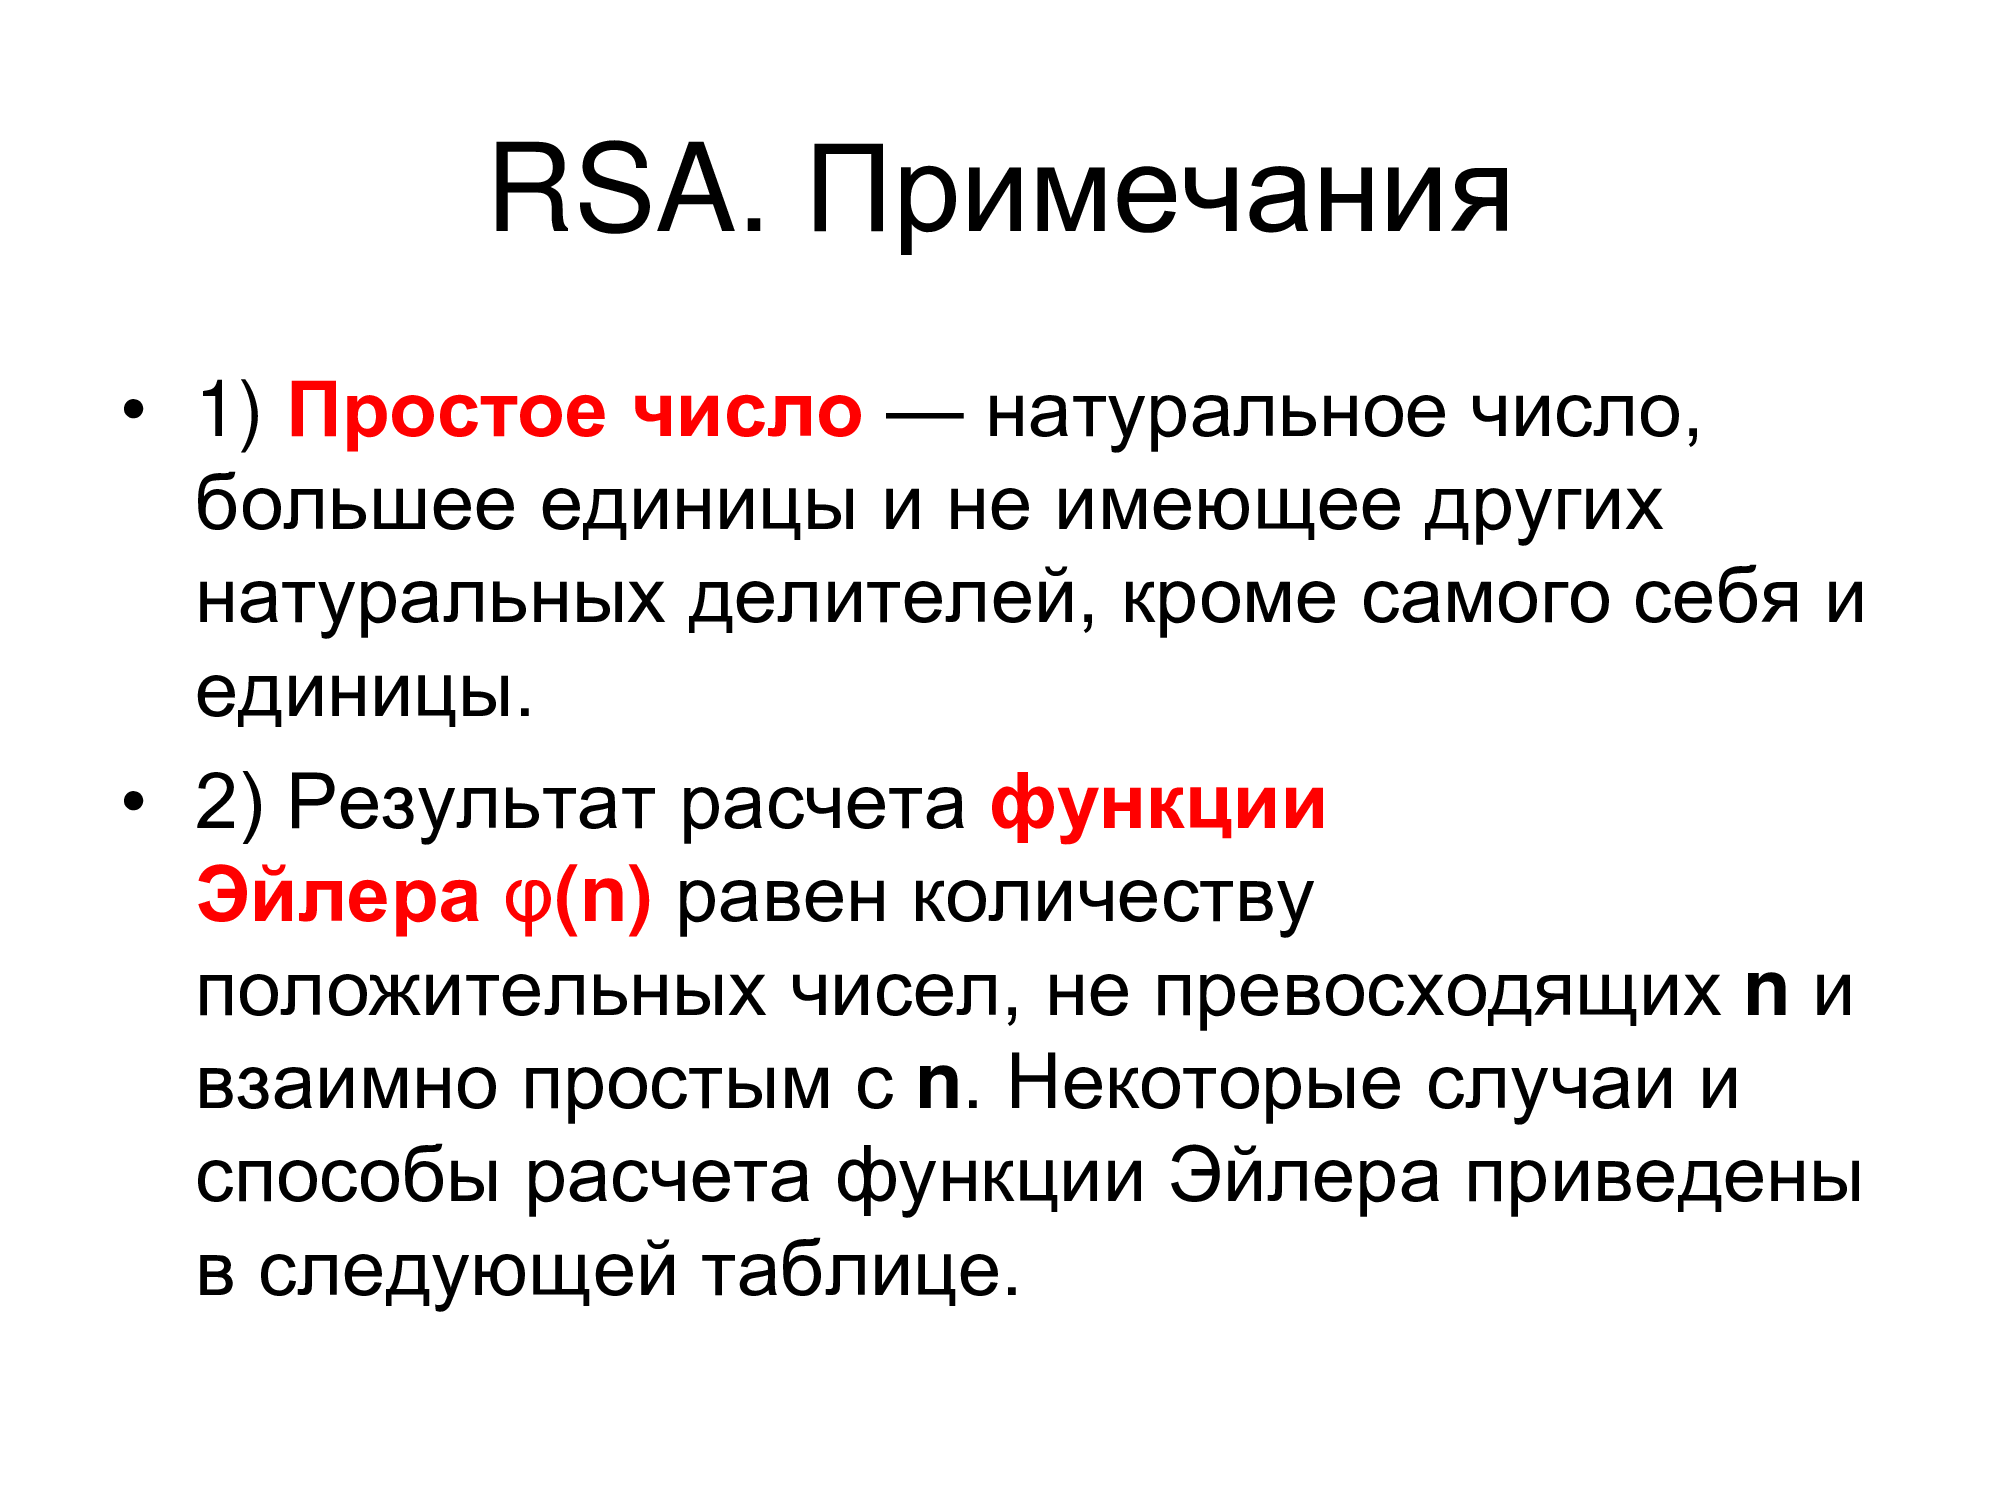 RSA. Примечания
• 1) Простое число — натуральное число,
большее единицы и не имеющее других
натуральных делителей, кроме самого себя и
единицы.
• 2) Результат расчета функции
Эйлера φ(n) равен количеству
положительных чисел, не превосходящих n и
взаимно простым с n. Некоторые случаи и
способы расчета функции Эйлера приведены
в следующей таблице.